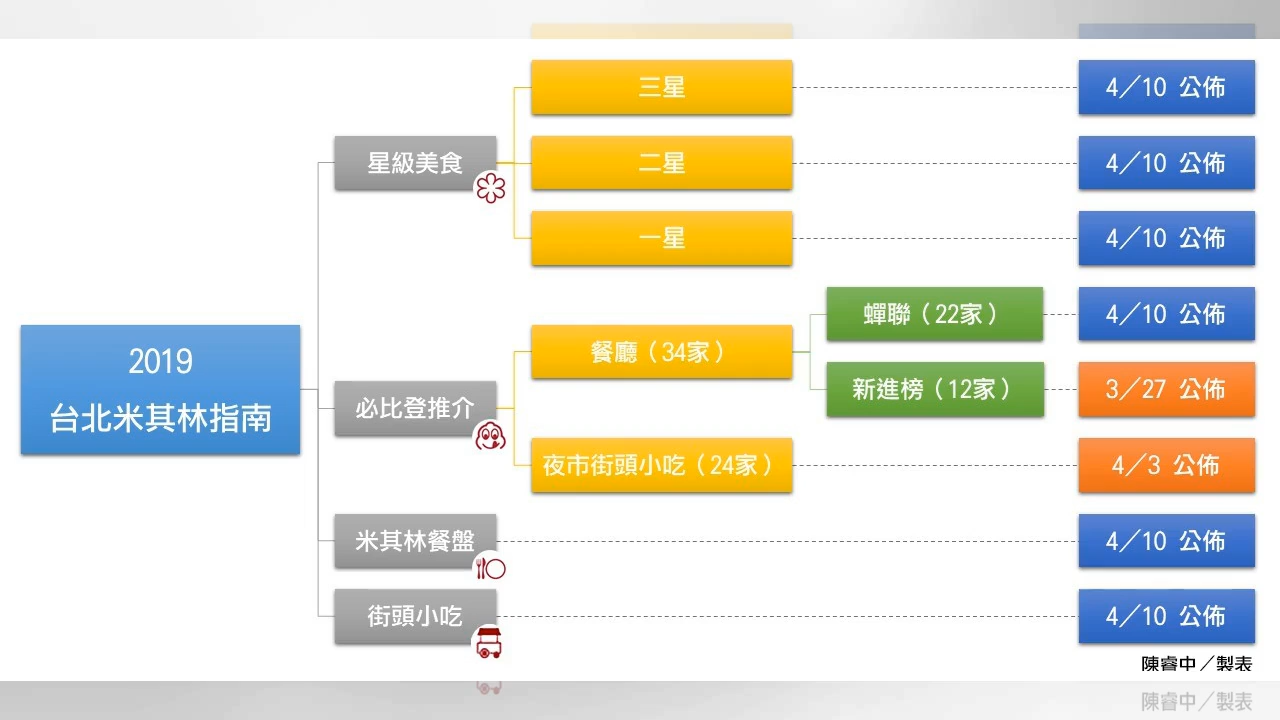 2019
台北米其林指南
星級美食
三星
4／10 公佈
二星
4／10 公佈
一星
4／10 公佈
必比登推介
餐廳（34家）
蟬聯（22家）
4／10 公佈
新進榜（12家）
3／27 公佈
夜市街頭小吃（24家）
4／3 公佈
米其林餐盤
4／10 公佈
街頭小吃
4／10 公佈
陳睿中／製表
陳睿中／製表